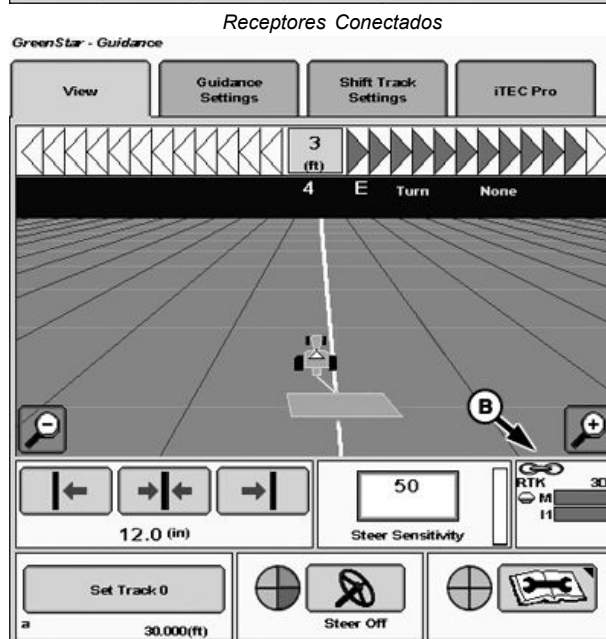 Receptores Conectados
GreenStar - Guidance
View
Guidance
Settings
Shift Track
Settings
iTEC Pro
3
(ft)
4 E Turn None
B
RTK 3D
M
I1
50
12.0 (in)
Steer Sensitivity
Set Track 0
a 30.000(ft)
Steer Off